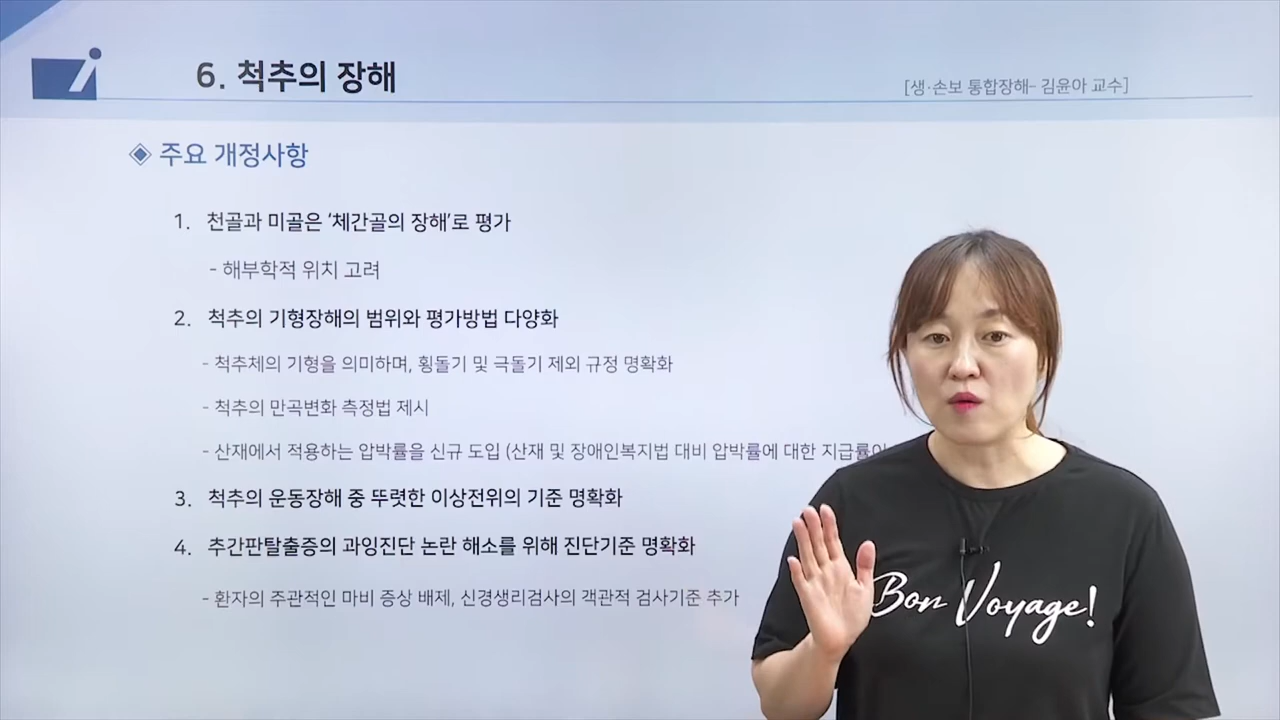 6. 척추의 장해
[생·손보 통합장해- 김윤아 교수]
◈ 주요 개정사항
1. 천골과 미골은 '체간골의 장해'로 평가
- 해부학적 위치 고려
2. 척추의 기형장해의 범위와 평가방법 다양화
- 척추체의 기형을 의미하며, 횡돌기 및 극돌기 제외 규정 명확화
- 척추의 만곡변화 측정법 제시
- 산재에서 적용하는 압박률을 신규 도입 (산재 및 장애인복지법 대비 압박률에 대한
3. 척추의 운동장해 중 뚜렷한 이상전위의 기준 명확화
4. 추간판탈출증의 과잉진단 논란 해소를 위해 진단기준 명확화
- 환자의 주관적인 마비 증상 배제, 신경생리검사의 객관적 검사기준 추가
Bon Voyage!